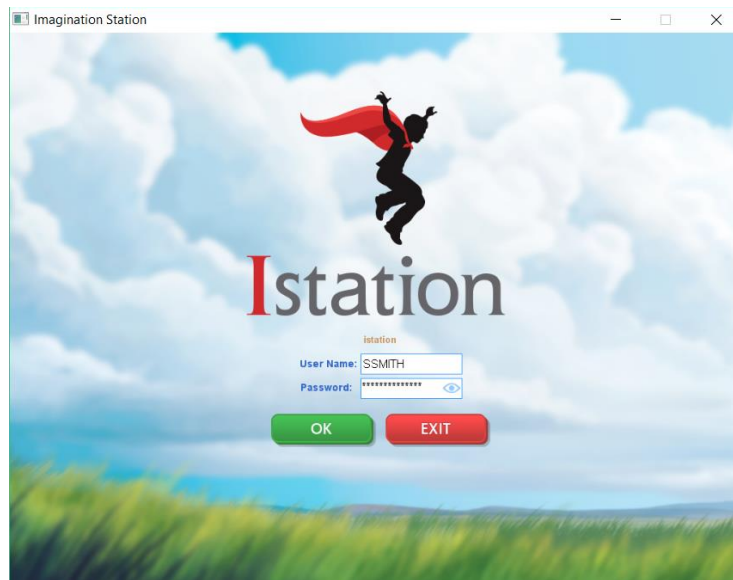 Imagination Station
Istation
istation
User Name: SSMITH
Password: **************
OK EXIT